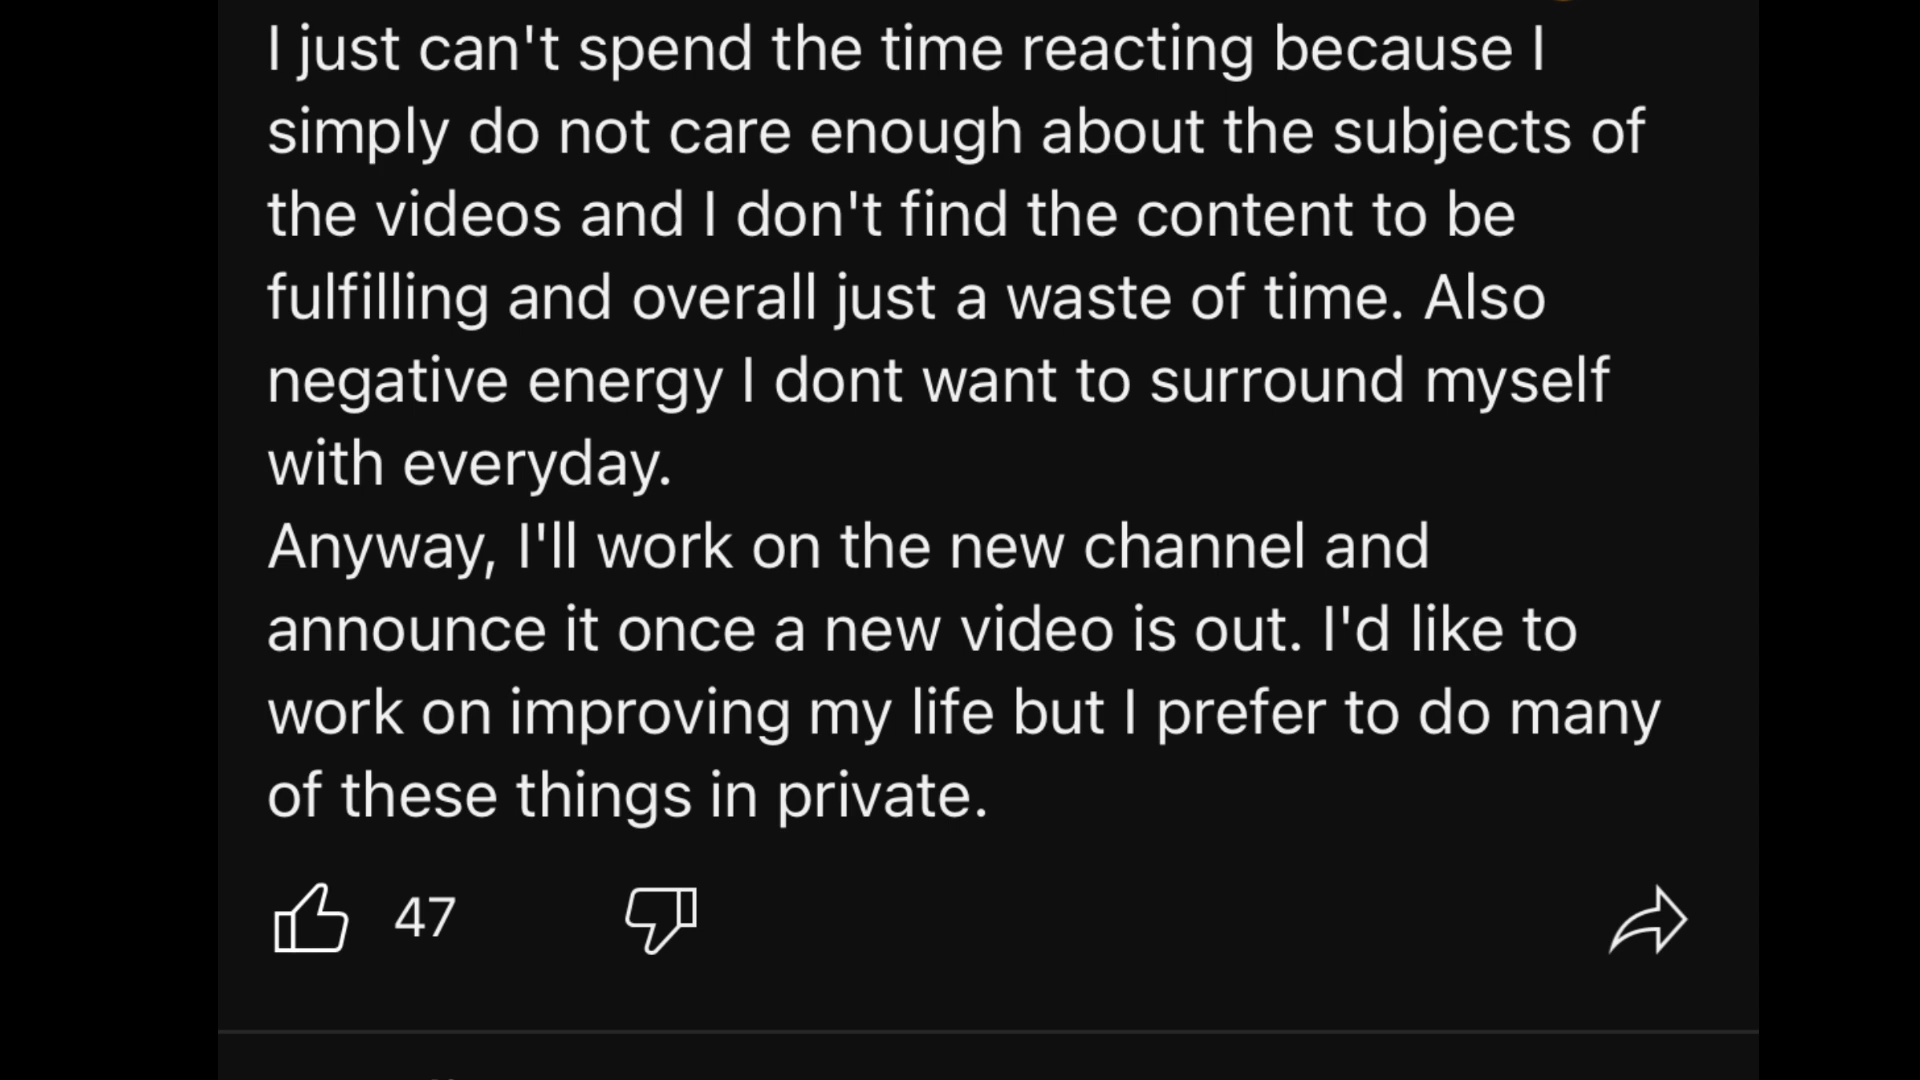 I just can't spend the time reacting because I
simply do not care enough about the subjects of
the videos and I don't find the content to be
fulfilling and overall just a waste of time. Also
negative energy I dont want to surround myself
with everyday.
Anyway, I'll work on the new channel and
announce it once a new video is out. I'd like to
work on improving my life but I prefer to do many
of these things in private.
47